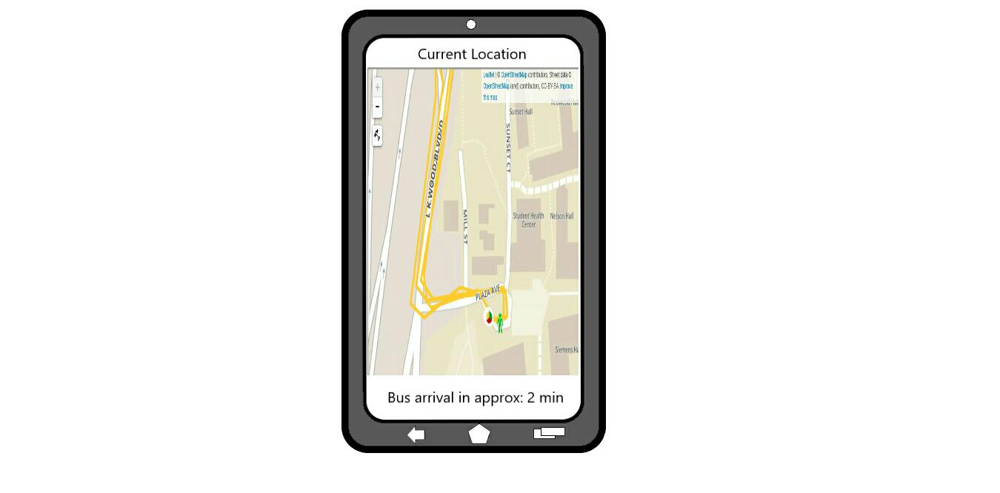 Current Location
Leaflet | © OpenStreetMap contributors, Street data ©
OpenStreetMap (and) contributors, CC-BY-SA Improve
this map
+
-
Sunset Hall
SUNSET CT
L K WOOD BLVD
MILL ST
Student Health
Center
Nelson Hall
PLAZA AVE
Siemens Ha
Bus arrival in approx: 2 min